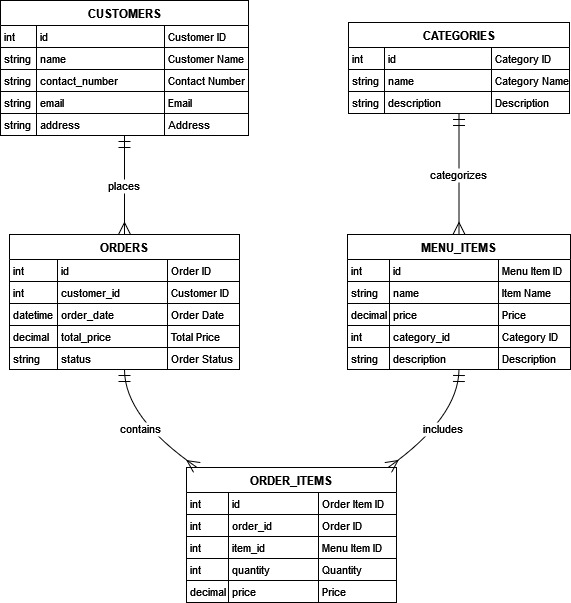 CUSTOMERS
int id Customer ID
string name Customer Name
string contact_number Contact Number
string email Email
string address Address
CATEGORIES
int id Category ID
string name Category Name
string description Description
places
categorizes
ORDERS
int id Order ID
int customer_id Customer ID
datetime order_date Order Date
decimal total_price Total Price
string status Order Status
MENU_ITEMS
int id Menu Item ID
string name Item Name
decimal price Price
int category_id Category ID
string description Description
contains
includes
ORDER_ITEMS
int id Order Item ID
int order_id Order ID
int item_id Menu Item ID
int quantity Quantity
decimal price Price